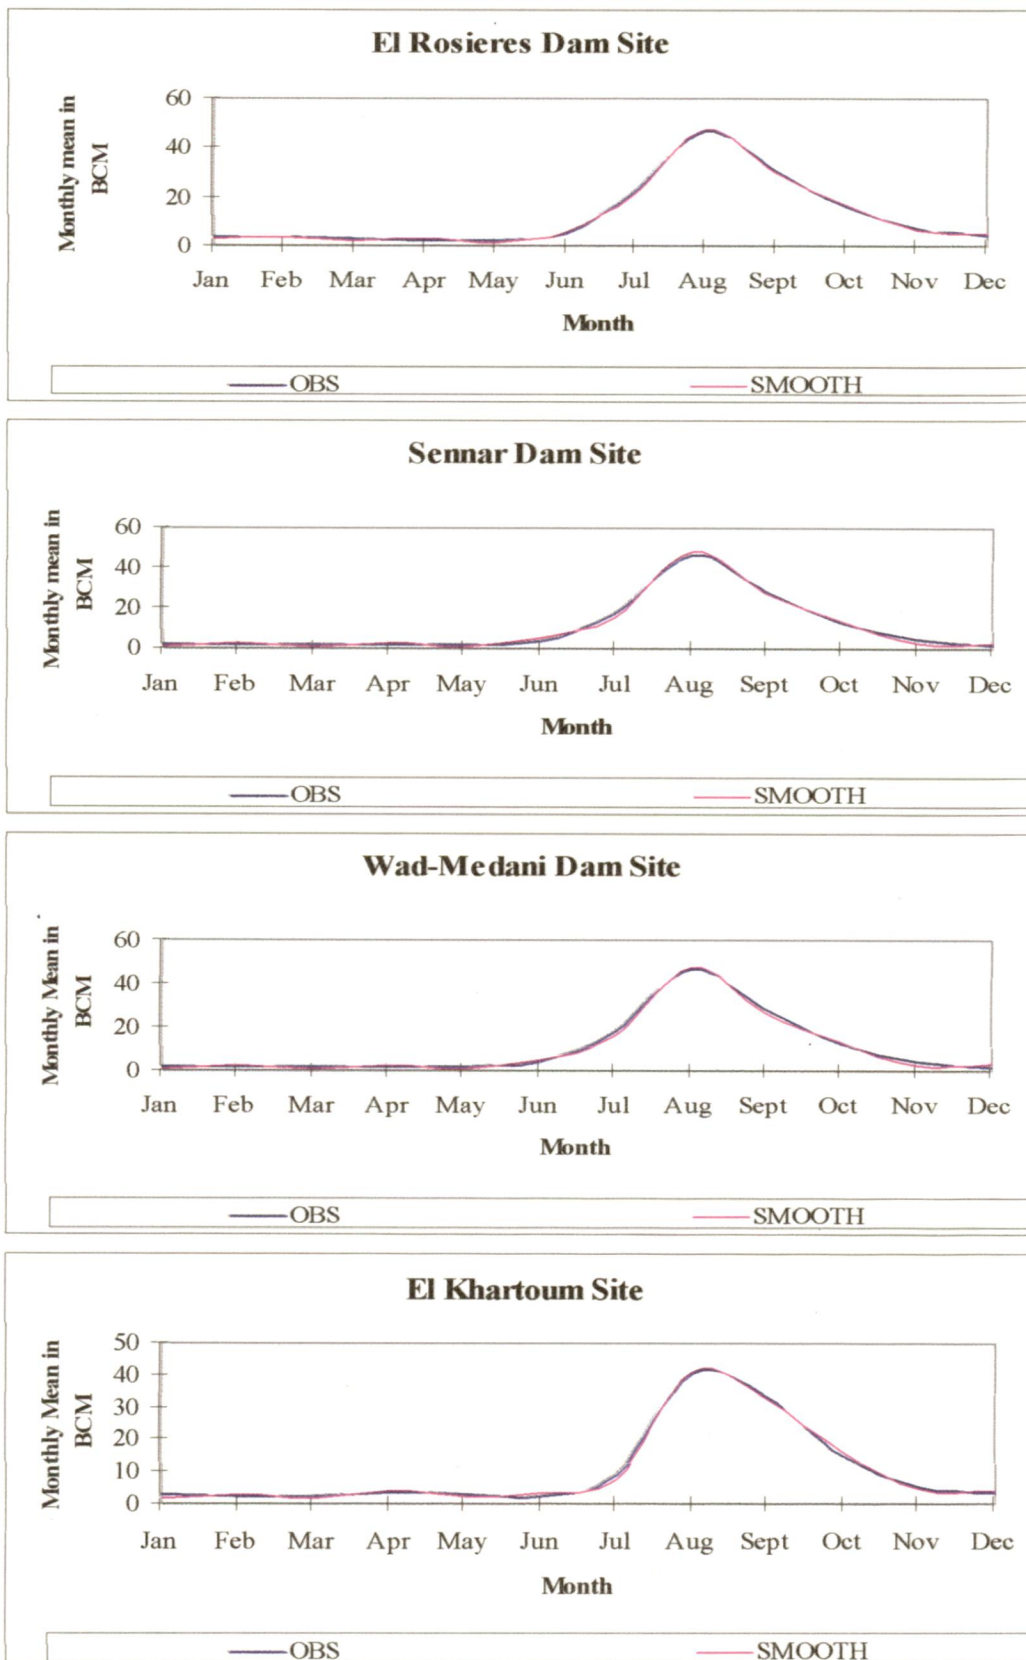 El Rosieres Dam Site
Monthly mean in
BCM
60
40
20
0
Jan Feb Mar Apr May Jun Jul Aug Sept Oct Nov Dec
Month
OBS SMOOTH
Sennar Dam Site
Monthly mean in
BCM
60
40
20
0
Jan Feb Mar Apr May Jun Jul Aug Sept Oct Nov Dec
Month
OBS SMOOTH
Wad-Medani Dam Site
Monthly Mean in
BCM
60
40
20
0
Jan Feb Mar Apr May Jun Jul Aug Sept Oct Nov Dec
Month
OBS SMOOTH
El Khartoum Site
Monthly Mean in
BCM
50
40
30
20
10
0
Jan Feb Mar Apr May Jun Jul Aug Sept Oct Nov Dec
Month
OBS SMOOTH